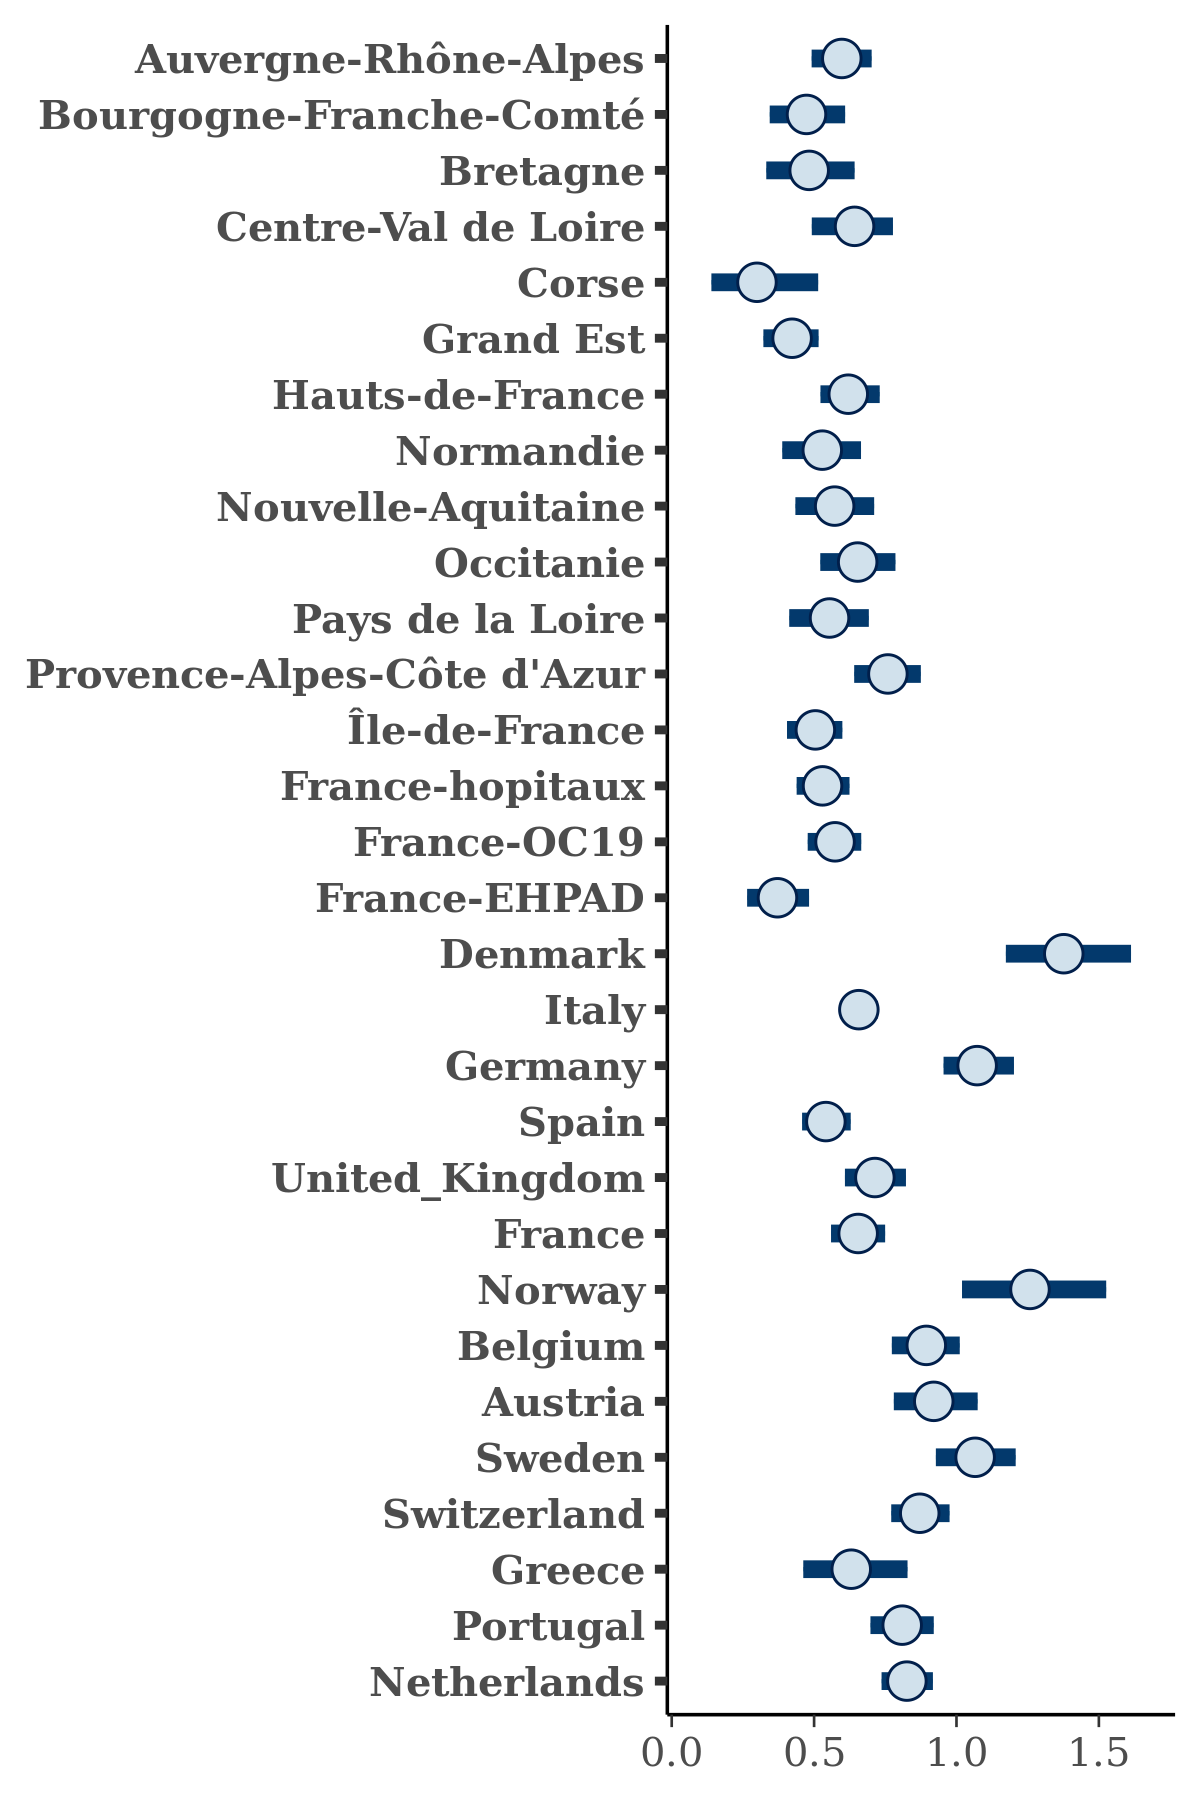 Auvergne-Rhône-Alpes
Bourgogne-Franche-Comté
Bretagne
Centre-Val de Loire
Corse
Grand Est
Hauts-de-France
Normandie
Nouvelle-Aquitaine
Occitanie
Pays de la Loire
Provence-Alpes-Côte d'Azur
Île-de-France
France-hopitaux
France-OC19
France-EHPAD
Denmark
Italy
Germany
Spain
United_Kingdom
France
Norway
Belgium
Austria
Sweden
Switzerland
Greece
Portugal
Netherlands
0.0 0.5 1.0 1.5